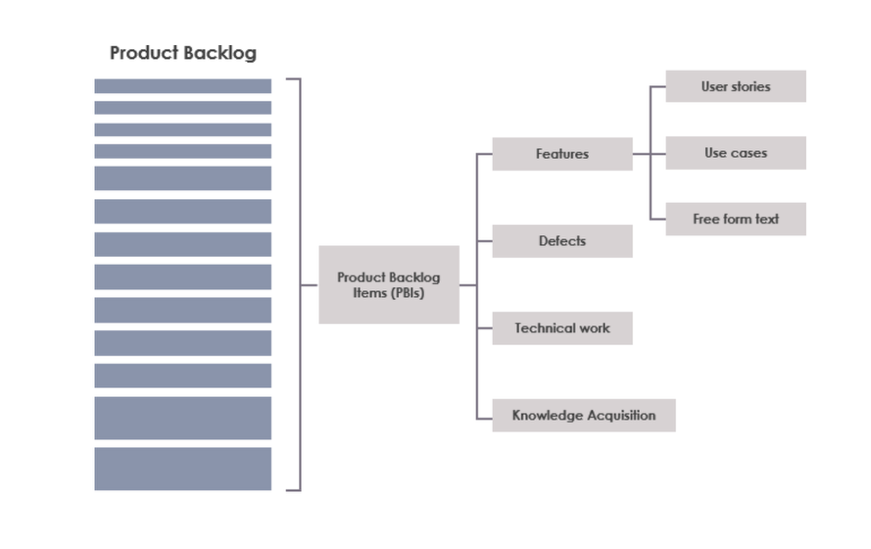 Product Backlog
User stories
Features
Use cases
Free form text
Defects
Product Backlog
Items (PBIs)
Technical work
Knowledge Acquisition